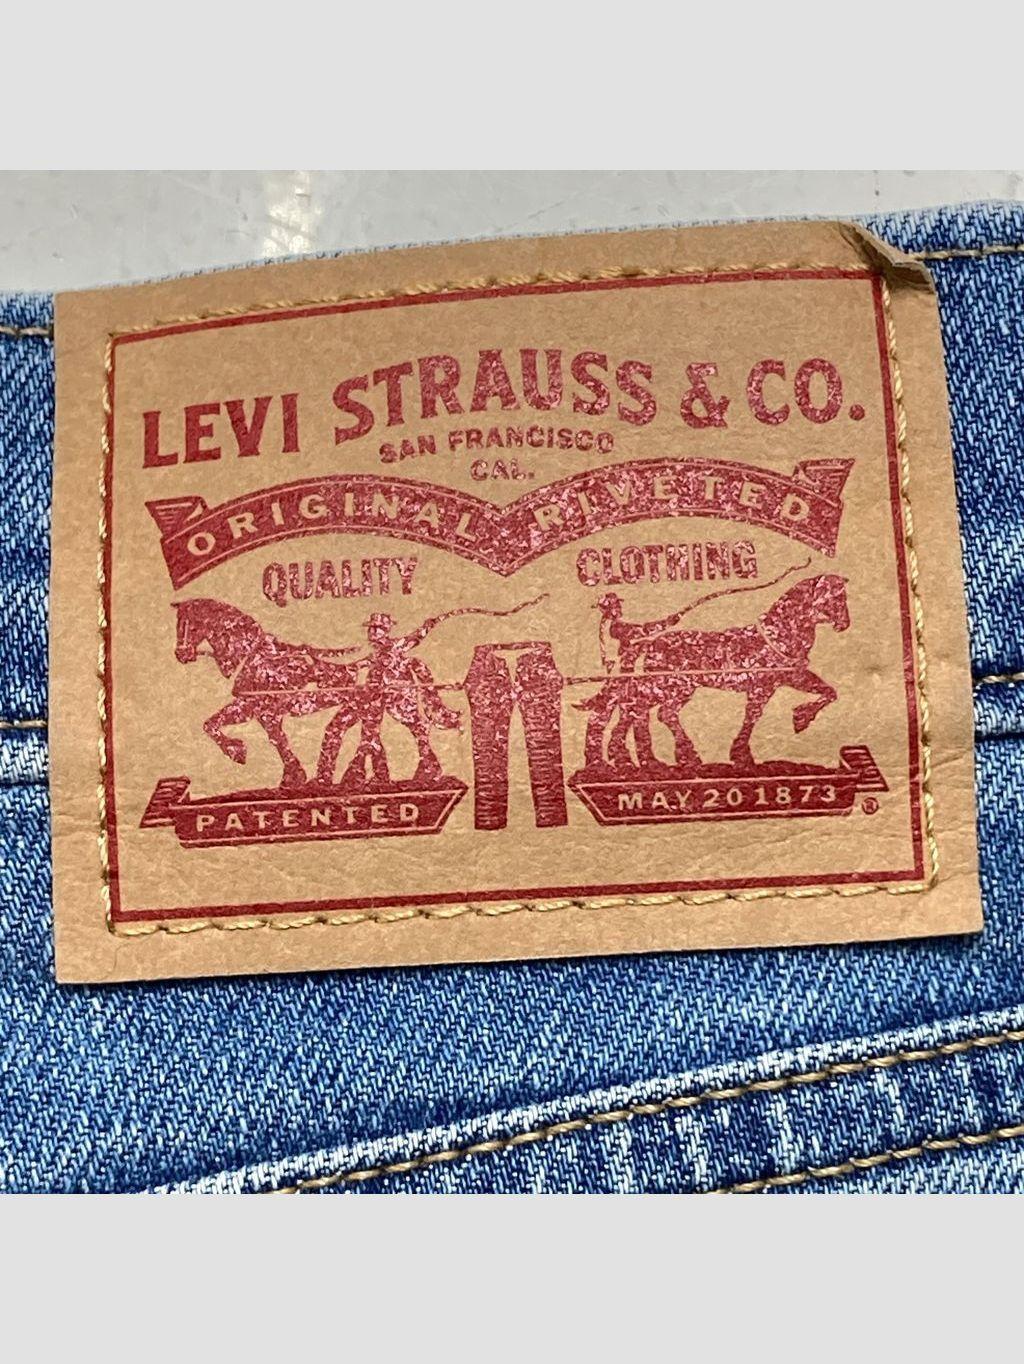 LEVI STRAUSS & CO.
SAN FRANCISCO
CAL.
ORIGINAL RIVETED
QUALITY CLOTHING
PATENTED MAY 20 1873 ®